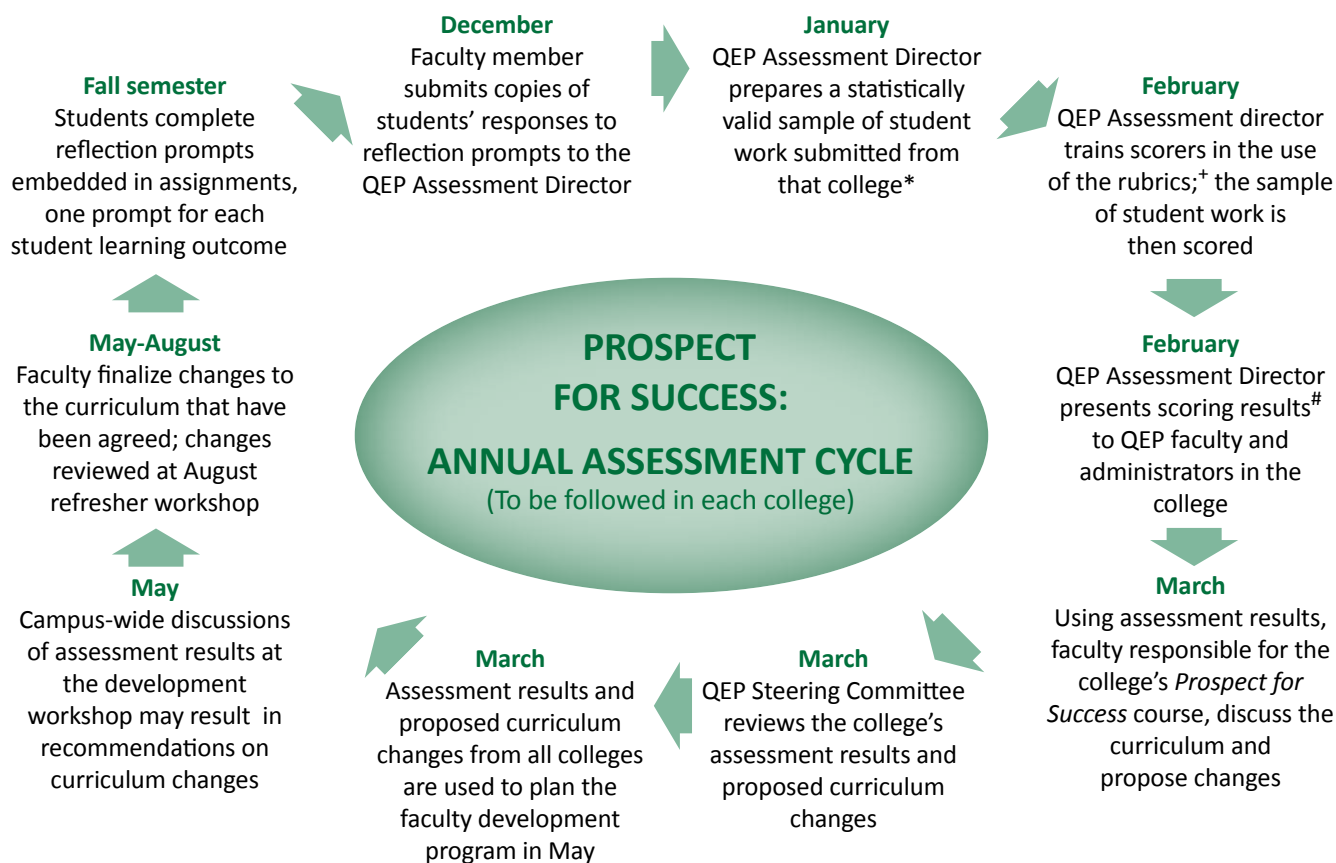 December
Faculty member
submits copies of
students’ responses to
reflection prompts to the
QEP Assessment Director
January
QEP Assessment Director
prepares a statistically
valid sample of student
work submitted from
that college*
February
QEP Assessment director
trains scorers in the use
of the rubrics;⁺ the sample
of student work is
then scored
February
QEP Assessment Director
presents scoring results#
to QEP faculty and
administrators in the
college
March
Using assessment results,
faculty responsible for the
college’s Prospect for
Success course, discuss the
curriculum and
propose changes
March
QEP Steering Committee
reviews the college’s
assessment results and
proposed curriculum
changes
March
Assessment results and
proposed curriculum
changes from all colleges
are used to plan the
faculty development
program in May
May
Campus-wide discussions
of assessment results at
the development
workshop may result in
recommendations on
curriculum changes
May-August
Faculty finalize changes to
the curriculum that have
been agreed; changes
reviewed at August
refresher workshop
Fall semester
Students complete
reflection prompts
embedded in assignments,
one prompt for each
student learning outcome
PROSPECT
FOR SUCCESS:
ANNUAL ASSESSMENT CYCLE
(To be followed in each college)